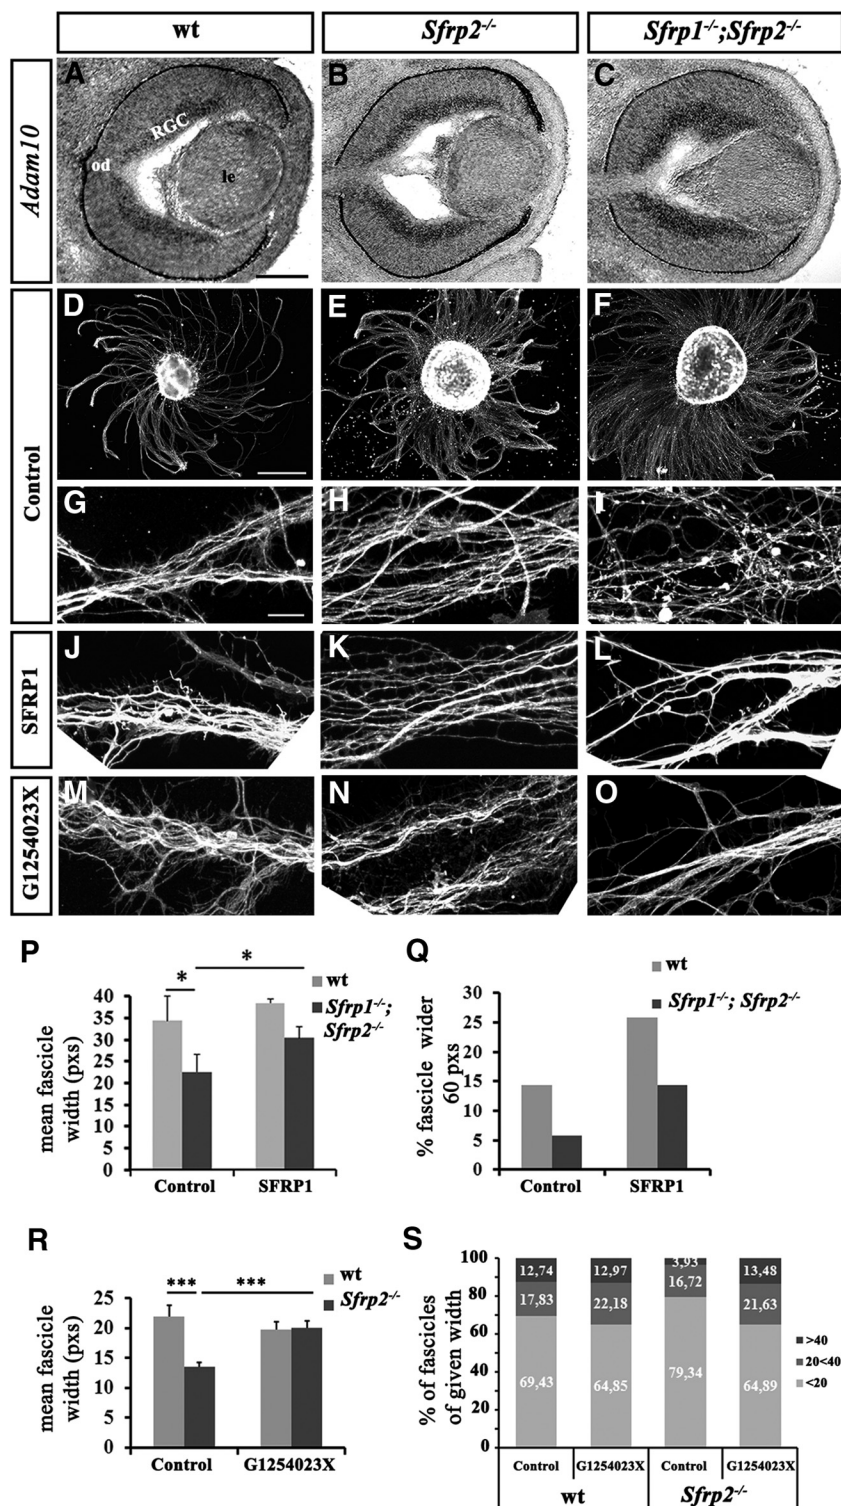 wt
Sfrp2-/-
Sfrp1-/-;Sfrp2-/-
Adam10
A
RGC
od
le
B
C
Control
D
E
F
G
H
I
SFRP1
J
K
L
G1254023X
M
N
O
P
*
*
wt
Sfrp1-/-;
Sfrp2-/-
mean fascicle
width (pxs)
40
35
30
25
20
15
10
5
0
Control
SFRP1
Q
wt
Sfrp1-/-; Sfrp2-/-
% fascicle wider
60 pxs
30
25
20
15
10
5
0
Control
SFRP1
R
***
***
wt
Sfrp2-/-
mean fascicle
width (pxs)
25
20
15
10
5
0
Control
G1254023X
S
% of fascicles
of given width
100
80
60
40
20
0
12,74
12,97
3,93
13,48
17,83
22,18
16,72
21,63
69,43
64,85
79,34
64,89
>40
20<40
<20
Control
G1254023X
Control
G1254023X
wt
Sfrp2-/-